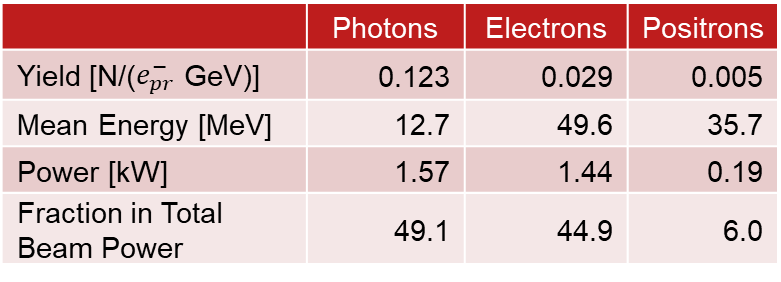 Photons Electrons Positrons
Yield [N/(e⁻pr GeV)] 0.123 0.029 0.005
Mean Energy [MeV] 12.7 49.6 35.7
Power [kW] 1.57 1.44 0.19
Fraction in Total
Beam Power 49.1 44.9 6.0